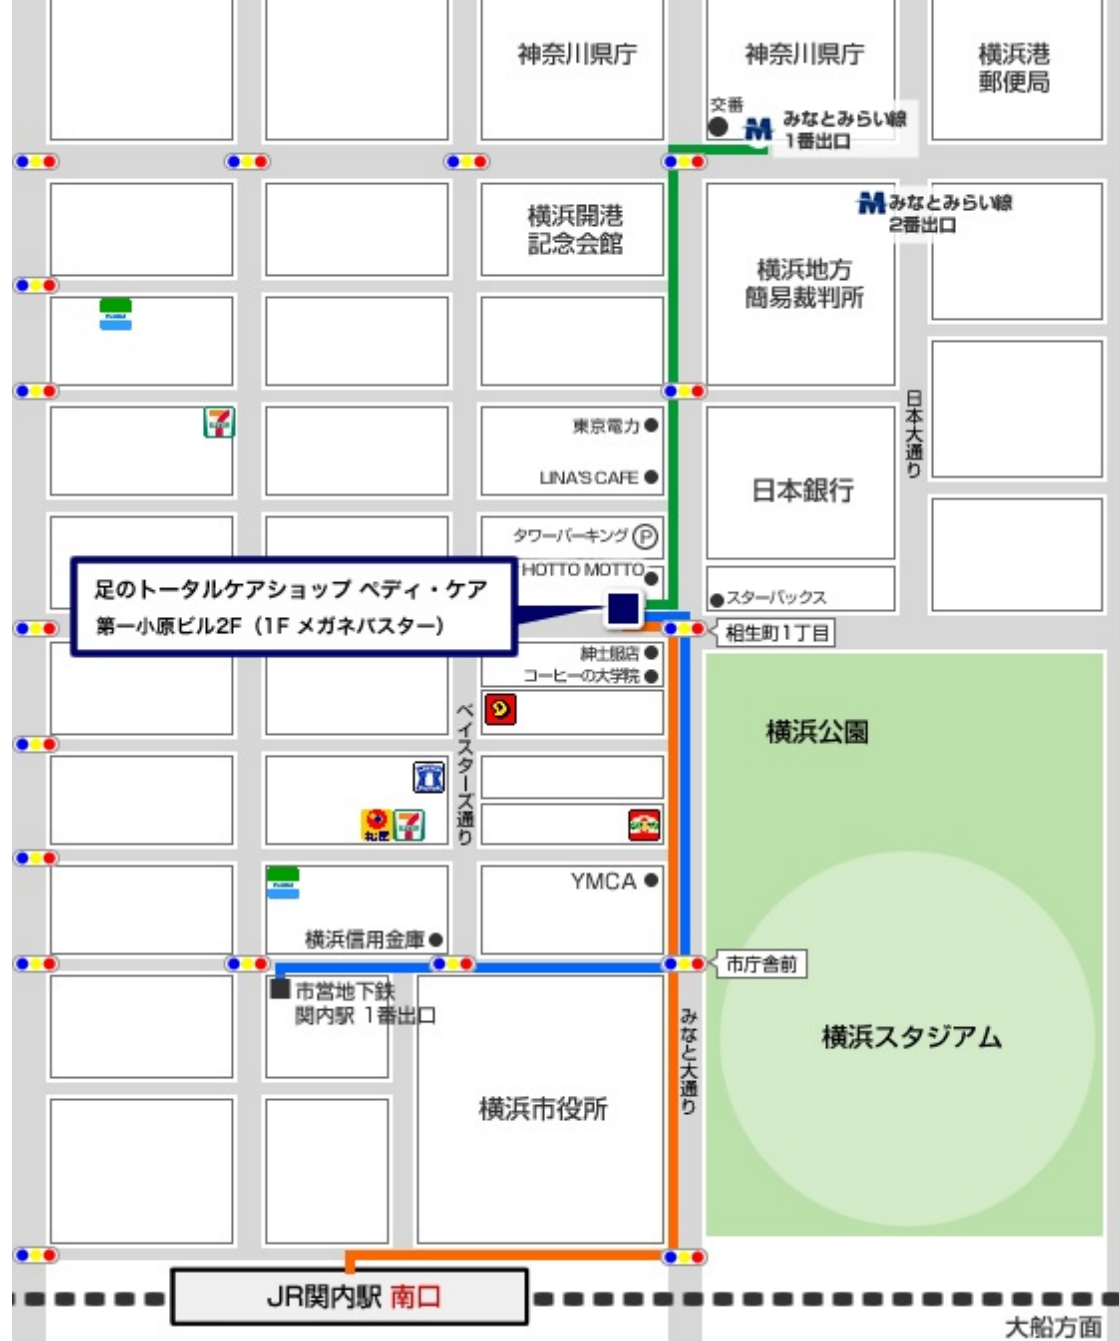 神奈川県庁
神奈川県庁
横浜港
郵便局
交番
みなとみらい線
1番出口
横浜開港
記念会館
みなとみらい線
2番出口
横浜地方
簡易裁判所
日本大通り
東京電力
LINA'S CAFE
日本銀行
タワーパーキング P
HOTTO MOTTO
足のトータルケアショップ ペディ・ケア
第一小原ビル2F（1F メガネバスター）
スターバックス
相生町1丁目
紳士服店
コーヒーの大学院
ベイスターズ通り
横浜公園
松屋
YMCA
横浜信用金庫
市庁舎前
市営地下鉄
関内駅 1番出口
みなと大通り
横浜スタジアム
横浜市役所
JR関内駅 南口
大船方面